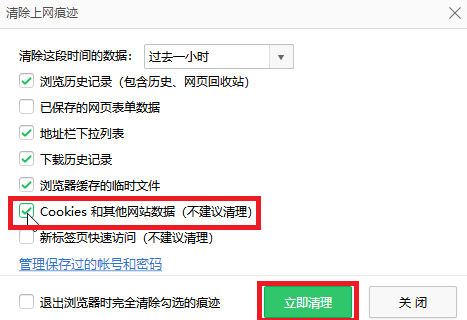 清除上网痕迹
清除这段时间的数据： 过去一小时
浏览历史记录（包含历史、网页回收站）
已保存的网页表单数据
地址栏下拉列表
下载历史记录
浏览器缓存的临时文件
Cookies 和其他网站数据（不建议清理）
新标签页快速访问（不建议清理）
管理保存过的帐号和密码
退出浏览器时完全清除勾选的痕迹 立即清理 关 闭